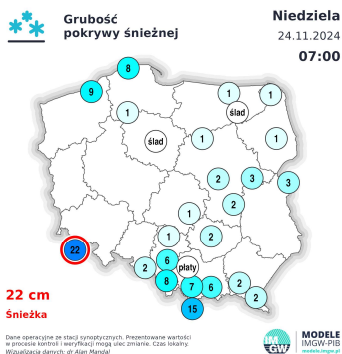 Grubość
pokrywy śnieżnej
Niedziela
24.11.2024
07:00
8
9
1
1
1
ślad
1
ślad
1
1
2
3
3
2
1
1
2
22
2
6
płaty
8
7
6
2
2
15
22 cm
Śnieżka
Dane operacyjne ze stacji synoptycznych. Prezentowane wartości
w procesie kontroli i weryfikacji mogą ulec zmianie. Czas lokalny.
Wizualizacja danych: dr Alan Mandal
IM
GW
MODELE
IMGW-PIB
modele.imgw.pl